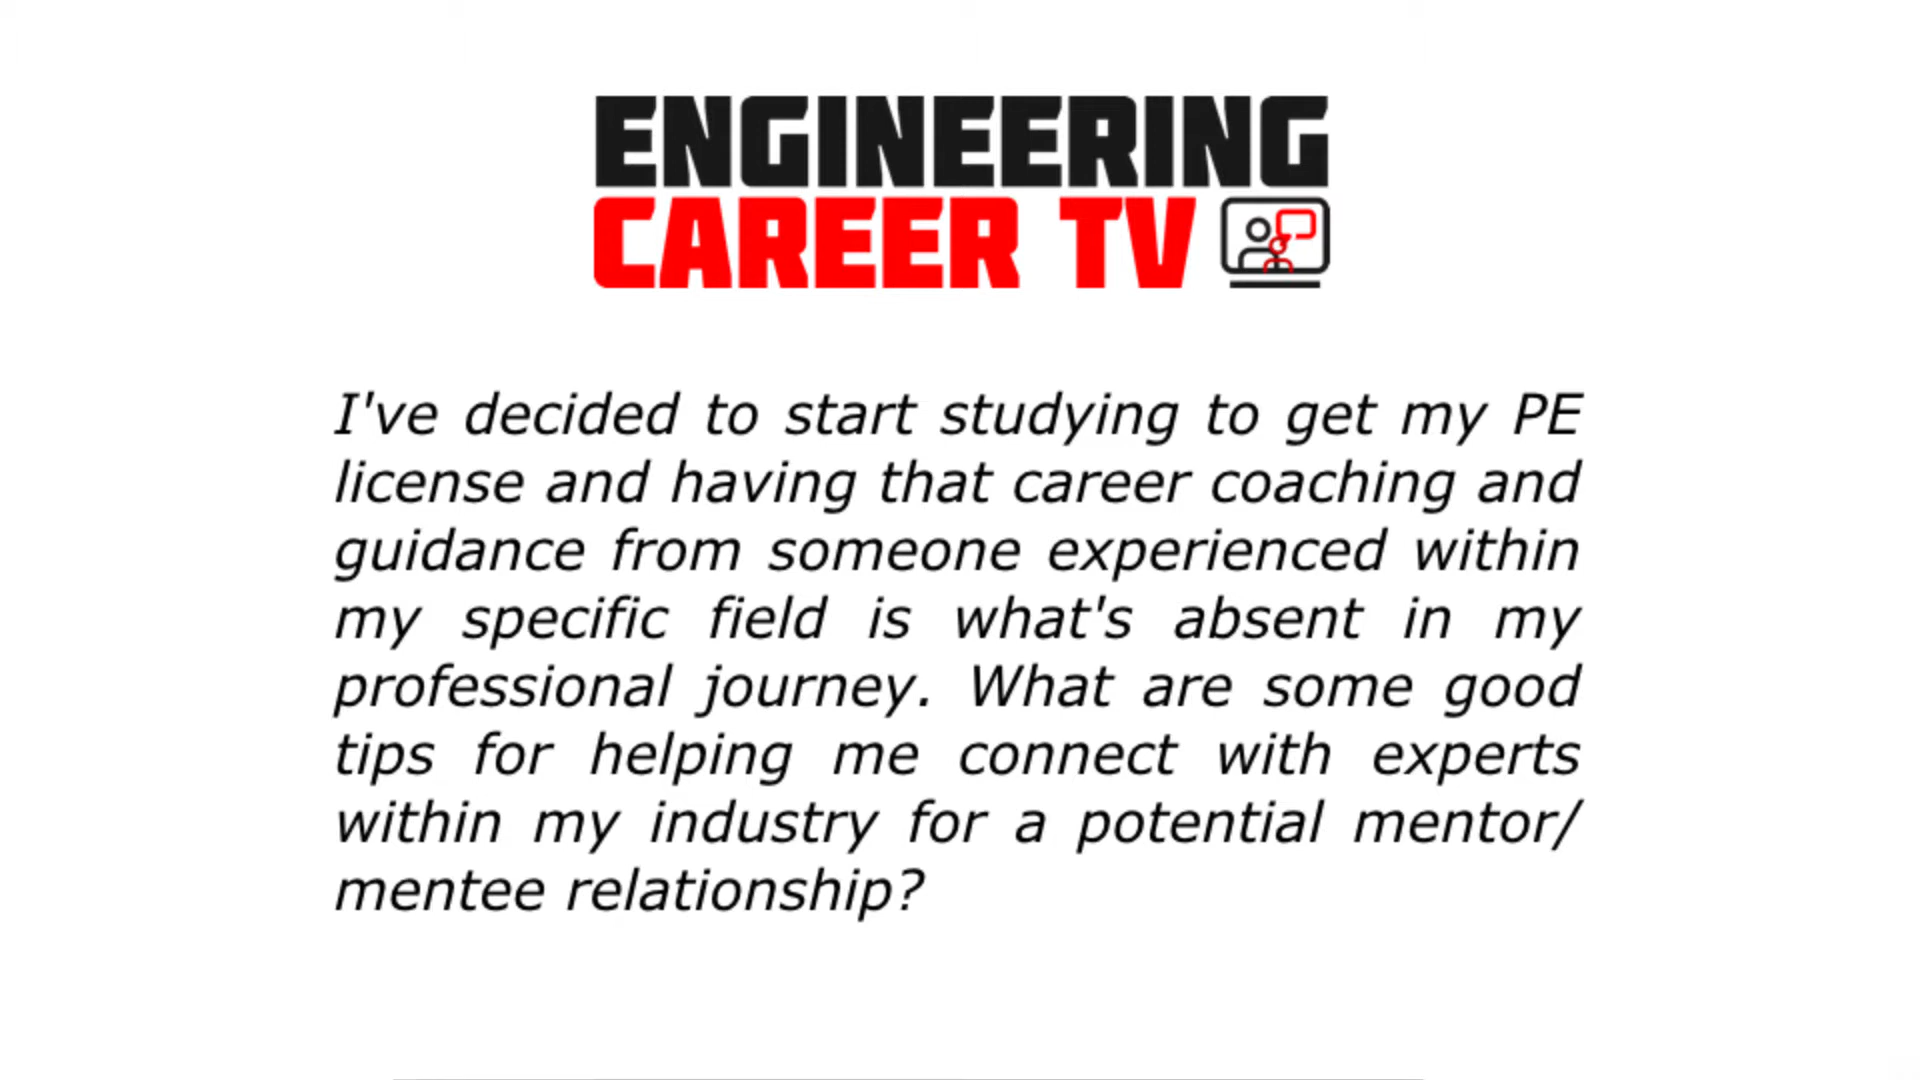 ENGINEERING
CAREER TV
I've decided to start studying to get my PE
license and having that career coaching and
guidance from someone experienced within
my specific field is what's absent in my
professional journey. What are some good
tips for helping me connect with experts
within my industry for a potential mentor/
mentee relationship?